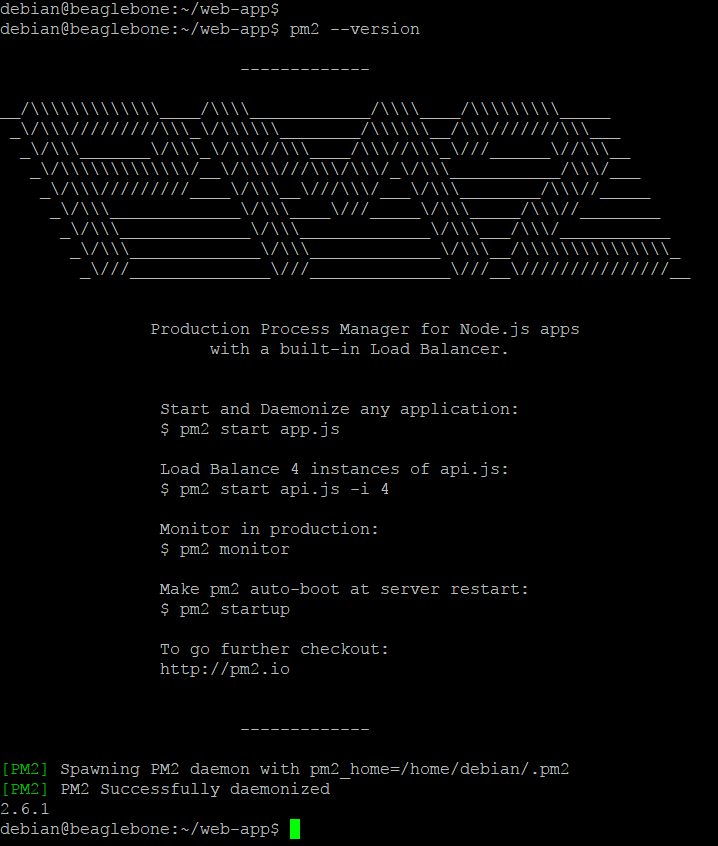 debian@beaglebone:~/web-app$
debian@beaglebone:~/web-app$ pm2 --version
-------------
__/\\\\\\\\\\\\\____/\\\\____________/\\\\____/\\\\\\\\\_____
_\/\\\/////////\\\_\/\\\\\\________/\\\\\\__/\\\///////\\\___
_\/\\\_______\/\\\_\/\\\//\\\____/\\\//\\\_\///______\//\\\__
_\/\\\\\\\\\\\\\/__\/\\\\///\\\/\\\/_\/\\\___________/\\\/___
_\/\\\/////////____\/\\\__\///\\\/___\/\\\________/\\\//_____
_\/\\\_____________\/\\\____\///_____\/\\\_____/\\\//________
_\/\\\_____________\/\\\_____________\/\\\___/\\\/___________
_\/\\\_____________\/\\\_____________\/\\\__/\\\\\\\\\\\\\\\_
_\///______________\///______________\///__\///////////////__
Production Process Manager for Node.js apps
with a built-in Load Balancer.
Start and Daemonize any application:
$ pm2 start app.js
Load Balance 4 instances of api.js:
$ pm2 start api.js -i 4
Monitor in production:
$ pm2 monitor
Make pm2 auto-boot at server restart:
$ pm2 startup
To go further checkout:
http://pm2.io
-------------
[PM2] Spawning PM2 daemon with pm2_home=/home/debian/.pm2
[PM2] PM2 Successfully daemonized
2.6.1
debian@beaglebone:~/web-app$